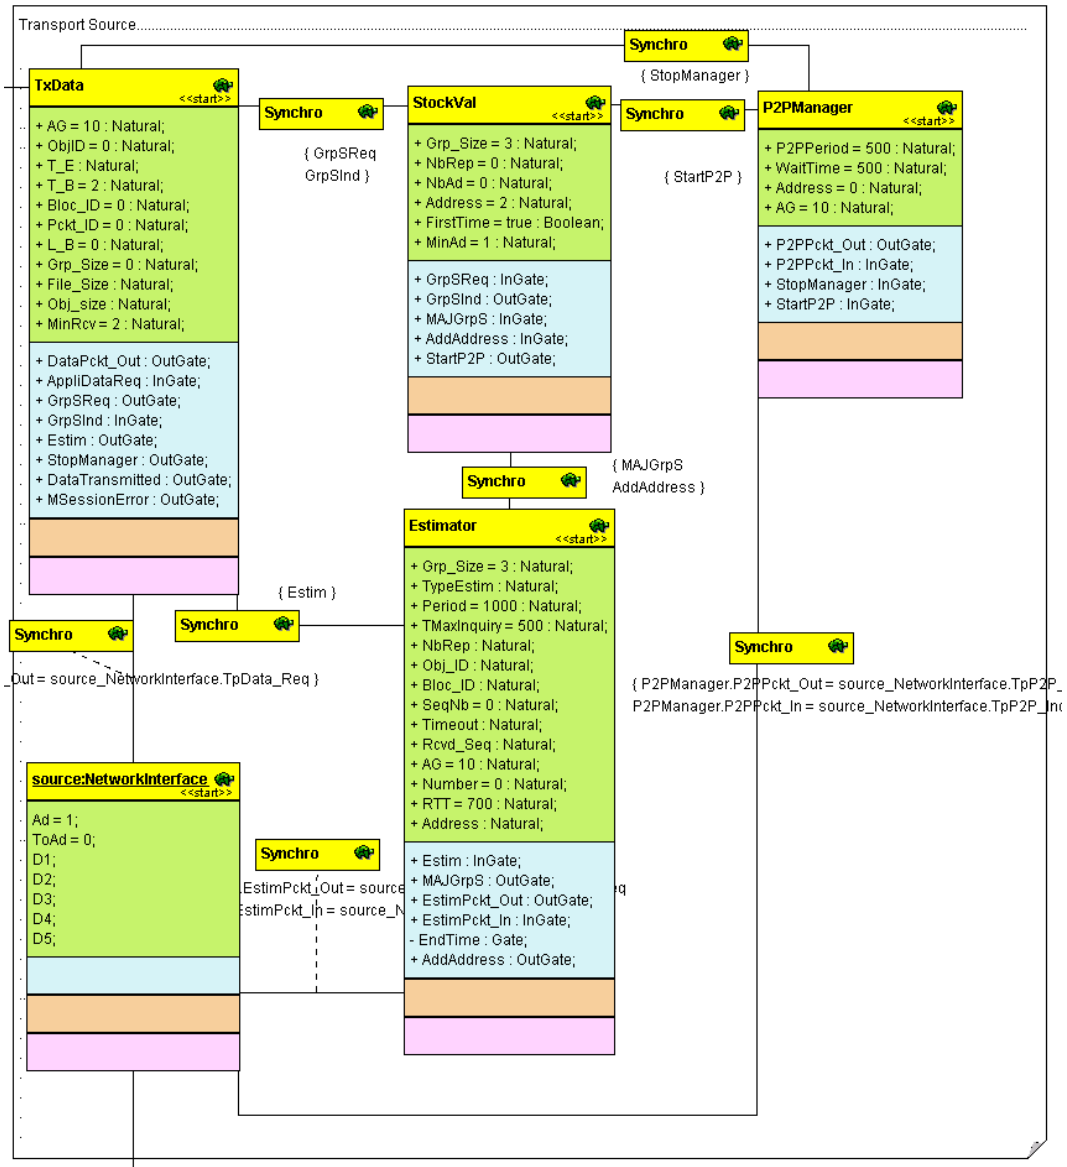 Transport Source
Synchro
{ StopManager }
TxData
<<start>>
+ AG = 10 : Natural;
+ ObjID = 0 : Natural;
+ T_E : Natural;
+ T_B = 2 : Natural;
+ Bloc_ID = 0 : Natural;
+ Pckt_ID = 0 : Natural;
+ L_B = 0 : Natural;
+ Grp_Size = 0 : Natural;
+ File_Size : Natural;
+ Obj_size : Natural;
+ MinRcv = 2 : Natural;
+ DataPckt_Out : OutGate;
+ AppliDataReq : InGate;
+ GrpSReq : OutGate;
+ GrpSInd : InGate;
+ Estim : OutGate;
+ StopManager : OutGate;
+ DataTransmitted : OutGate;
+ MSessionError : OutGate;
Synchro
{ GrpSReq
GrpSInd }
StockVal
<<start>>
+ Grp_Size = 3 : Natural;
+ NbRep = 0 : Natural;
+ NbAd = 0 : Natural;
+ Address = 2 : Natural;
+ FirstTime = true : Boolean;
+ MinAd = 1 : Natural;
+ GrpSReq : InGate;
+ GrpSInd : OutGate;
+ MAJGrpS : InGate;
+ AddAddress : InGate;
+ StartP2P : OutGate;
Synchro
{ StartP2P }
P2PManager
<<start>>
+ P2PPeriod = 500 : Natural;
+ WaitTime = 500 : Natural;
+ Address = 0 : Natural;
+ AG = 10 : Natural;
+ P2PPckt_Out : OutGate;
+ P2PPckt_In : InGate;
+ StopManager : InGate;
+ StartP2P : InGate;
Synchro
{ MAJGrpS
AddAddress }
Estimator
<<start>>
+ Grp_Size = 3 : Natural;
+ TypeEstim : Natural;
+ Period = 1000 : Natural;
+ TMaxInquiry = 500 : Natural;
+ NbRep : Natural;
+ Obj_ID : Natural;
+ Bloc_ID : Natural;
+ SeqNb = 0 : Natural;
+ Timeout : Natural;
+ Rcvd_Seq : Natural;
+ AG = 10 : Natural;
+ Number = 0 : Natural;
+ RTT = 700 : Natural;
+ Address : Natural;
+ Estim : InGate;
+ MAJGrpS : OutGate;
+ EstimPckt_Out : OutGate;
+ EstimPckt_In : InGate;
- EndTime : Gate;
+ AddAddress : OutGate;
{ Estim }
Synchro
Synchro
_Out = source_NetworkInterface.TpData_Req }
Synchro
{ P2PManager.P2PPckt_Out = source_NetworkInterface.TpP2P_
P2PManager.P2PPckt_In = source_NetworkInterface.TpP2P_Ind
source:NetworkInterface
<<start>>
Ad = 1;
ToAd = 0;
D1;
D2;
D3;
D4;
D5;
Synchro
.EstimPckt_Out = source eq
EstimPckt_In = source_N